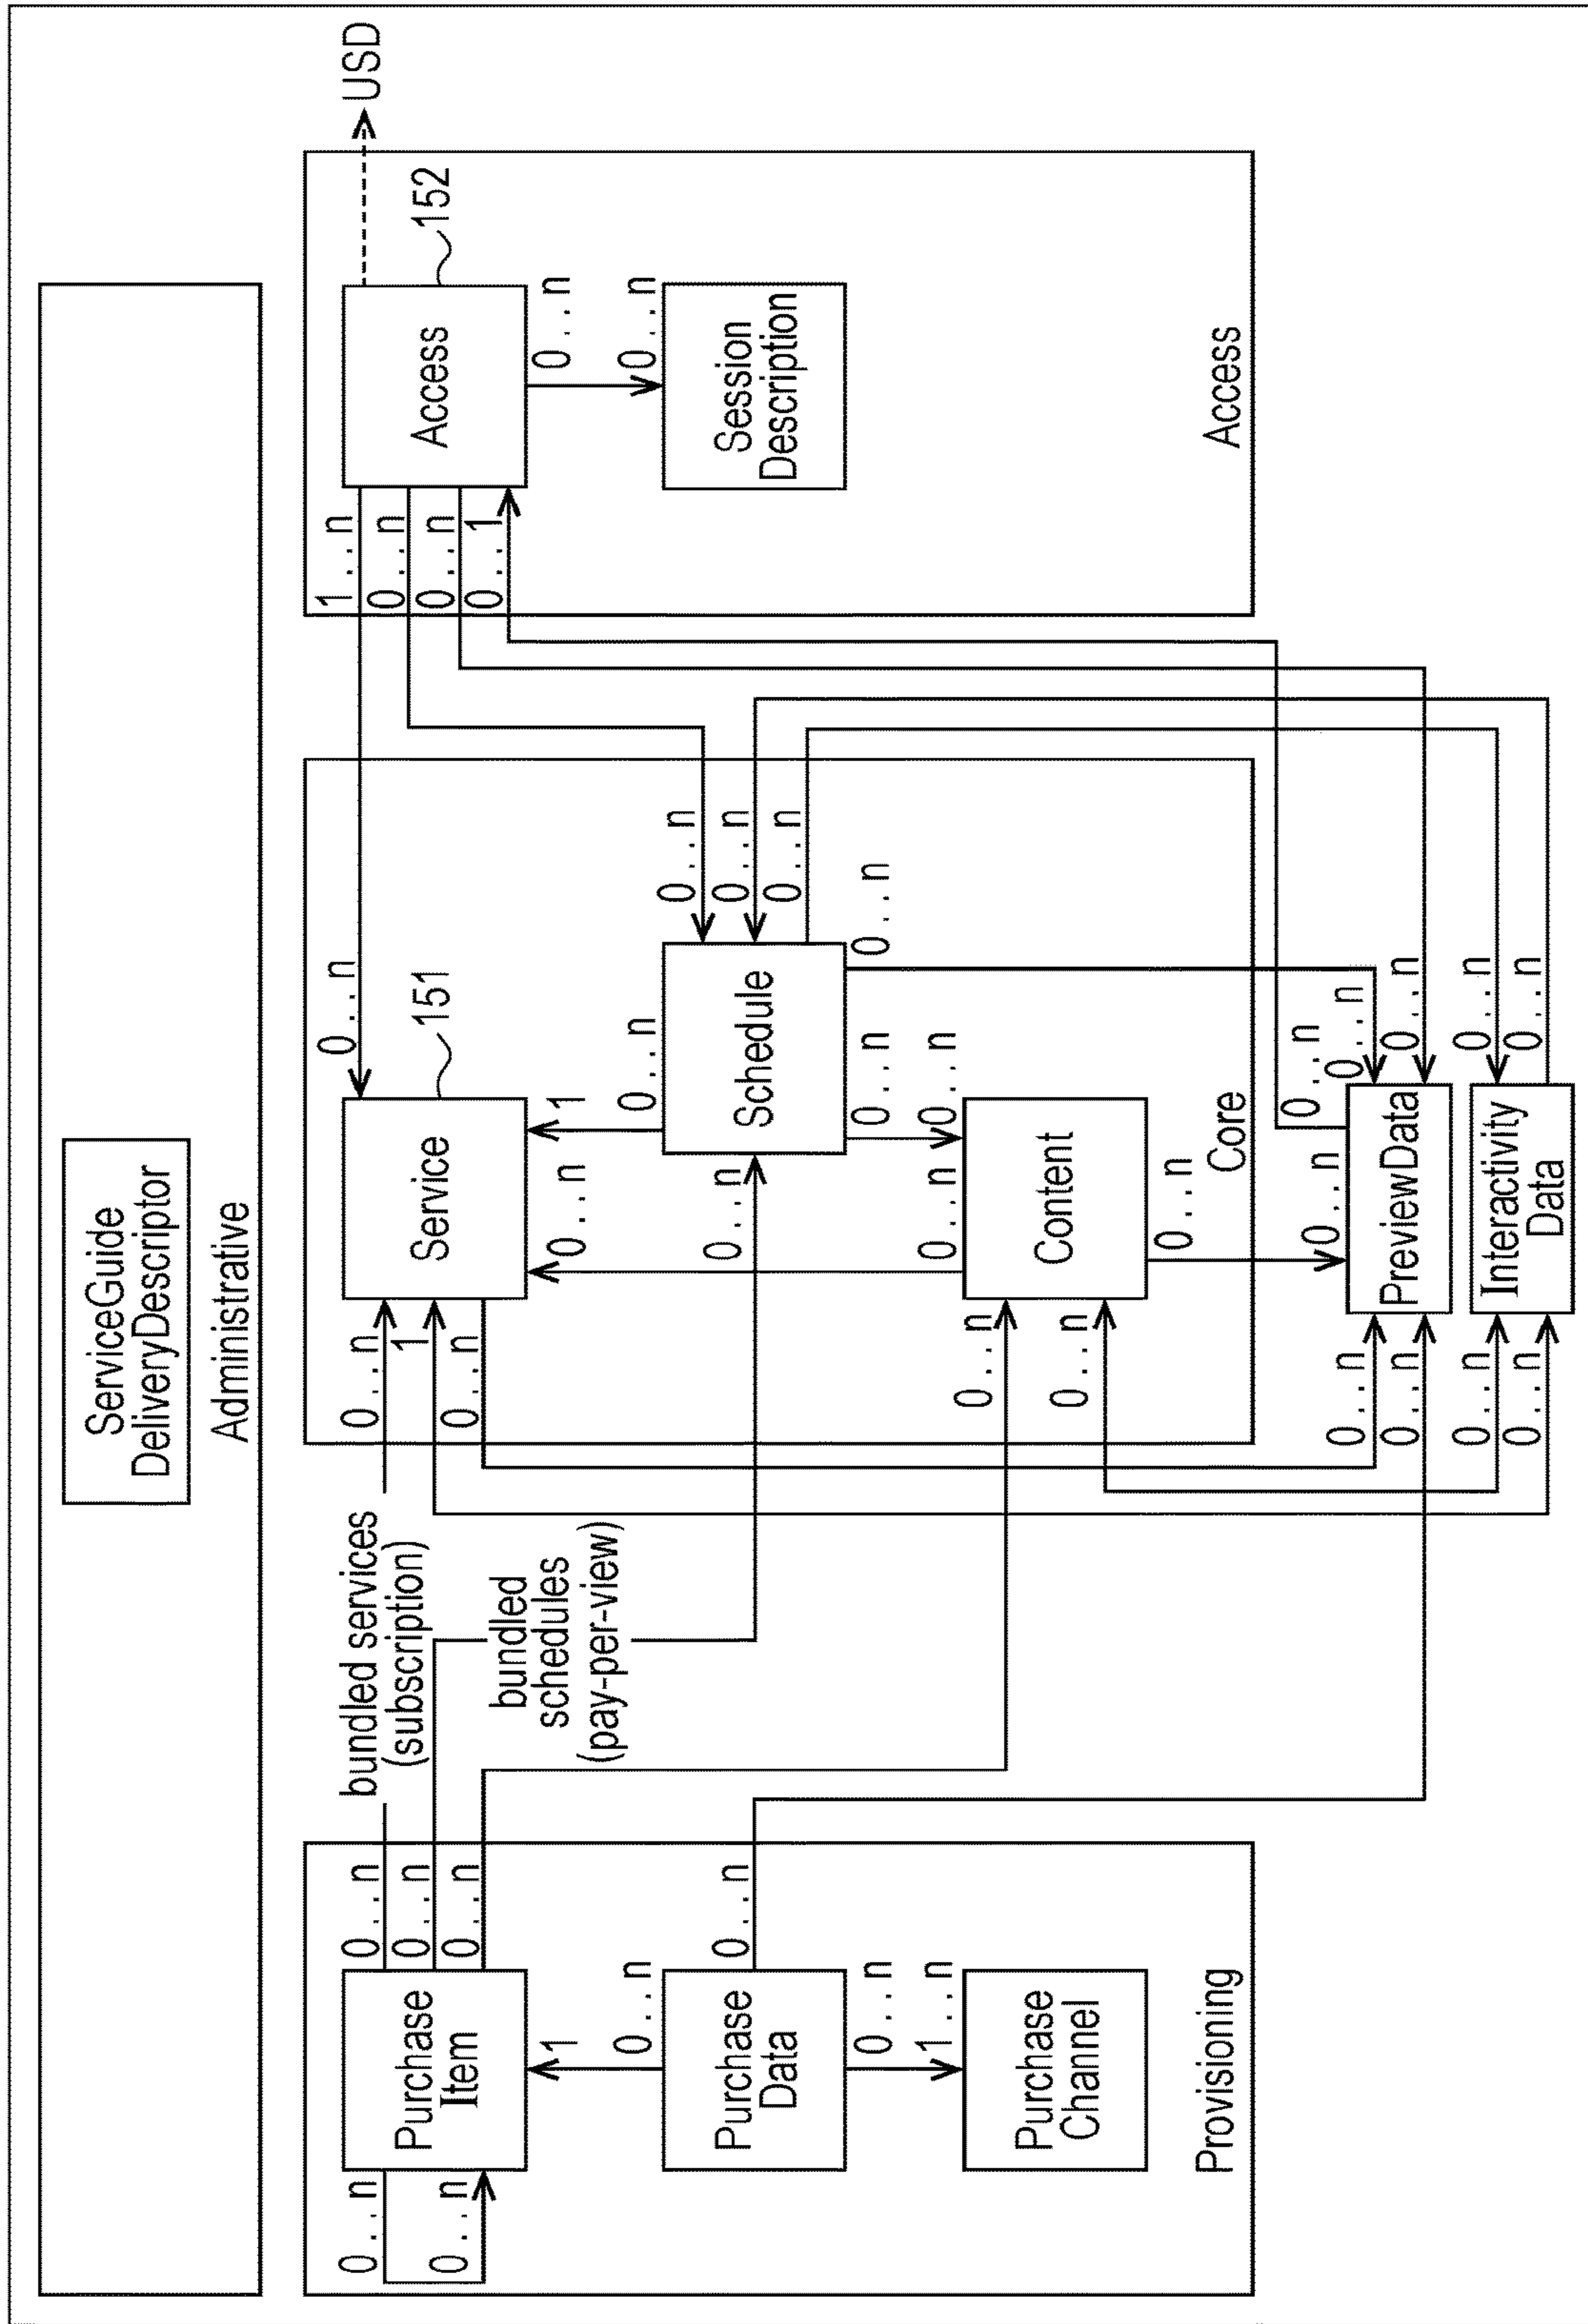 ServiceGuide
DeliveryDescriptor
Administrative
0...n
0...n
Purchase
Item
0...n
0...n
0...n
1
0...n
Purchase
Data
0...n
0...n
1...n
Purchase
Channel
Provisioning
bundled services
(subscription)
bundled
schedules
(pay-per-view)
0...n
1
0...n
Service
151
0...n
0...n
1
0...n
0...n
Schedule
0...n
0...n
0...n
0...n
0...n
0...n
0...n
0...n
0...n
Content
0...n
Core
0...n
0...n
0...n
0...n
PreviewData
0...n
0...n
0...n
0...n
Interactivity
Data
0...n
0...n
1...n
0...n
0...n
0...1
Access
152
USD
0...n
0...n
Session
Description
Access